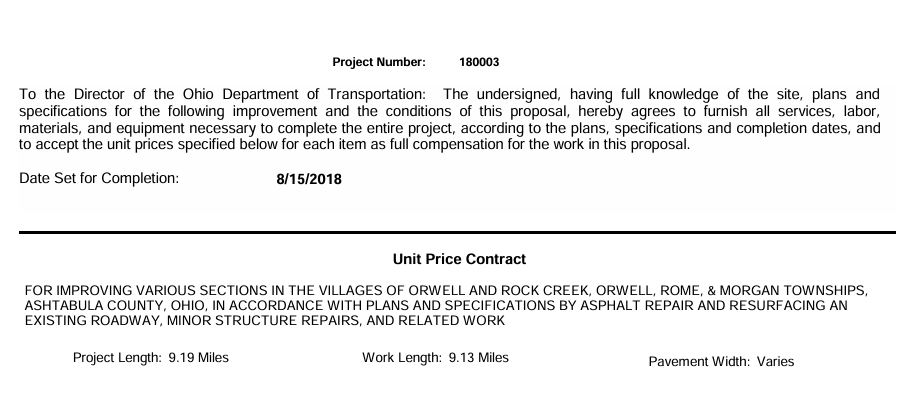 Project Number: 180003
To the Director of the Ohio Department of Transportation: The undersigned, having full knowledge of the site, plans and
specifications for the following improvement and the conditions of this proposal, hereby agrees to furnish all services, labor,
materials, and equipment necessary to complete the entire project, according to the plans, specifications and completion dates, and
to accept the unit prices specified below for each item as full compensation for the work in this proposal.
Date Set for Completion: 8/15/2018
Unit Price Contract
FOR IMPROVING VARIOUS SECTIONS IN THE VILLAGES OF ORWELL AND ROCK CREEK, ORWELL, ROME, & MORGAN TOWNSHIPS,
ASHTABULA COUNTY, OHIO, IN ACCORDANCE WITH PLANS AND SPECIFICATIONS BY ASPHALT REPAIR AND RESURFACING AN
EXISTING ROADWAY, MINOR STRUCTURE REPAIRS, AND RELATED WORK
Project Length: 9.19 Miles Work Length: 9.13 Miles Pavement Width: Varies